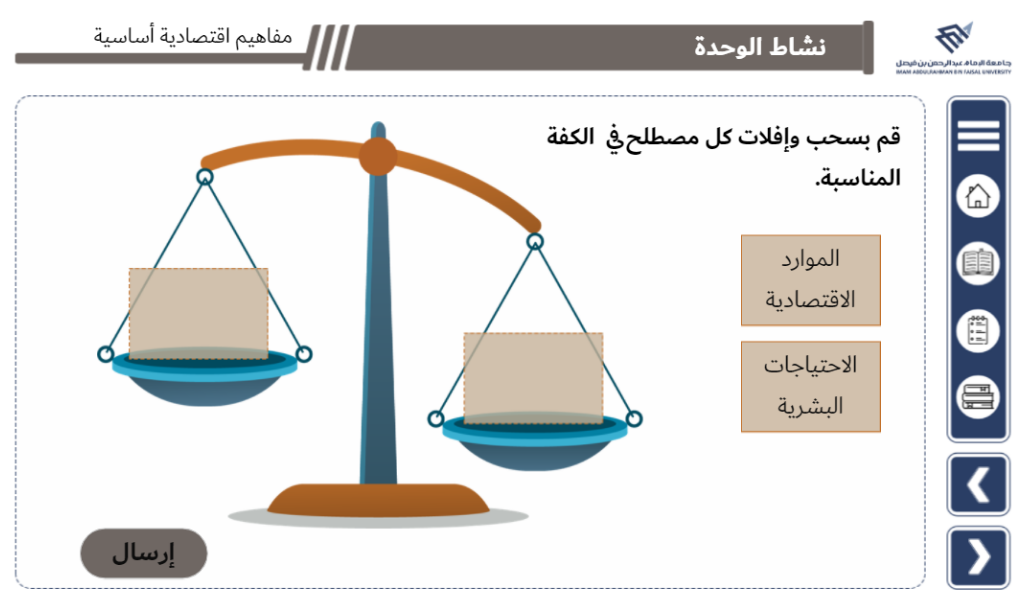 جامعة الإمام عبدالرحمن بن فيصل
IMAM ABDULRAHMAN BIN FAISAL UNIVERSITY
نشاط الوحدة
مفاهيم اقتصادية أساسية
قم بسحب وإفلات كل مصطلح في الكفة
المناسبة.
الموارد
الاقتصادية
الاحتياجات
البشرية
إرسال